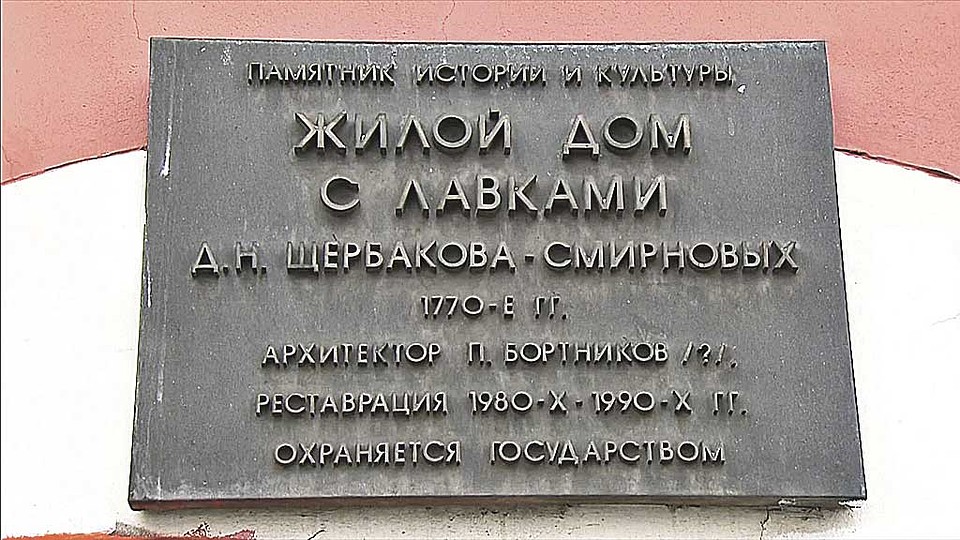 ПАМЯТНИК ИСТОРИИ И КУЛЬТУРЫ
ЖИЛОЙ ДОМ
С ЛАВКАМИ
Д.Н. ЩЕРБАКОВА-СМИРНОВЫХ
1770-Е ГГ.
АРХИТЕКТОР П. БОРТНИКОВ /?/.
РЕСТАВРАЦИЯ 1980-Х-1990-Х ГГ.
ОХРАНЯЕТСЯ ГОСУДАРСТВОМ